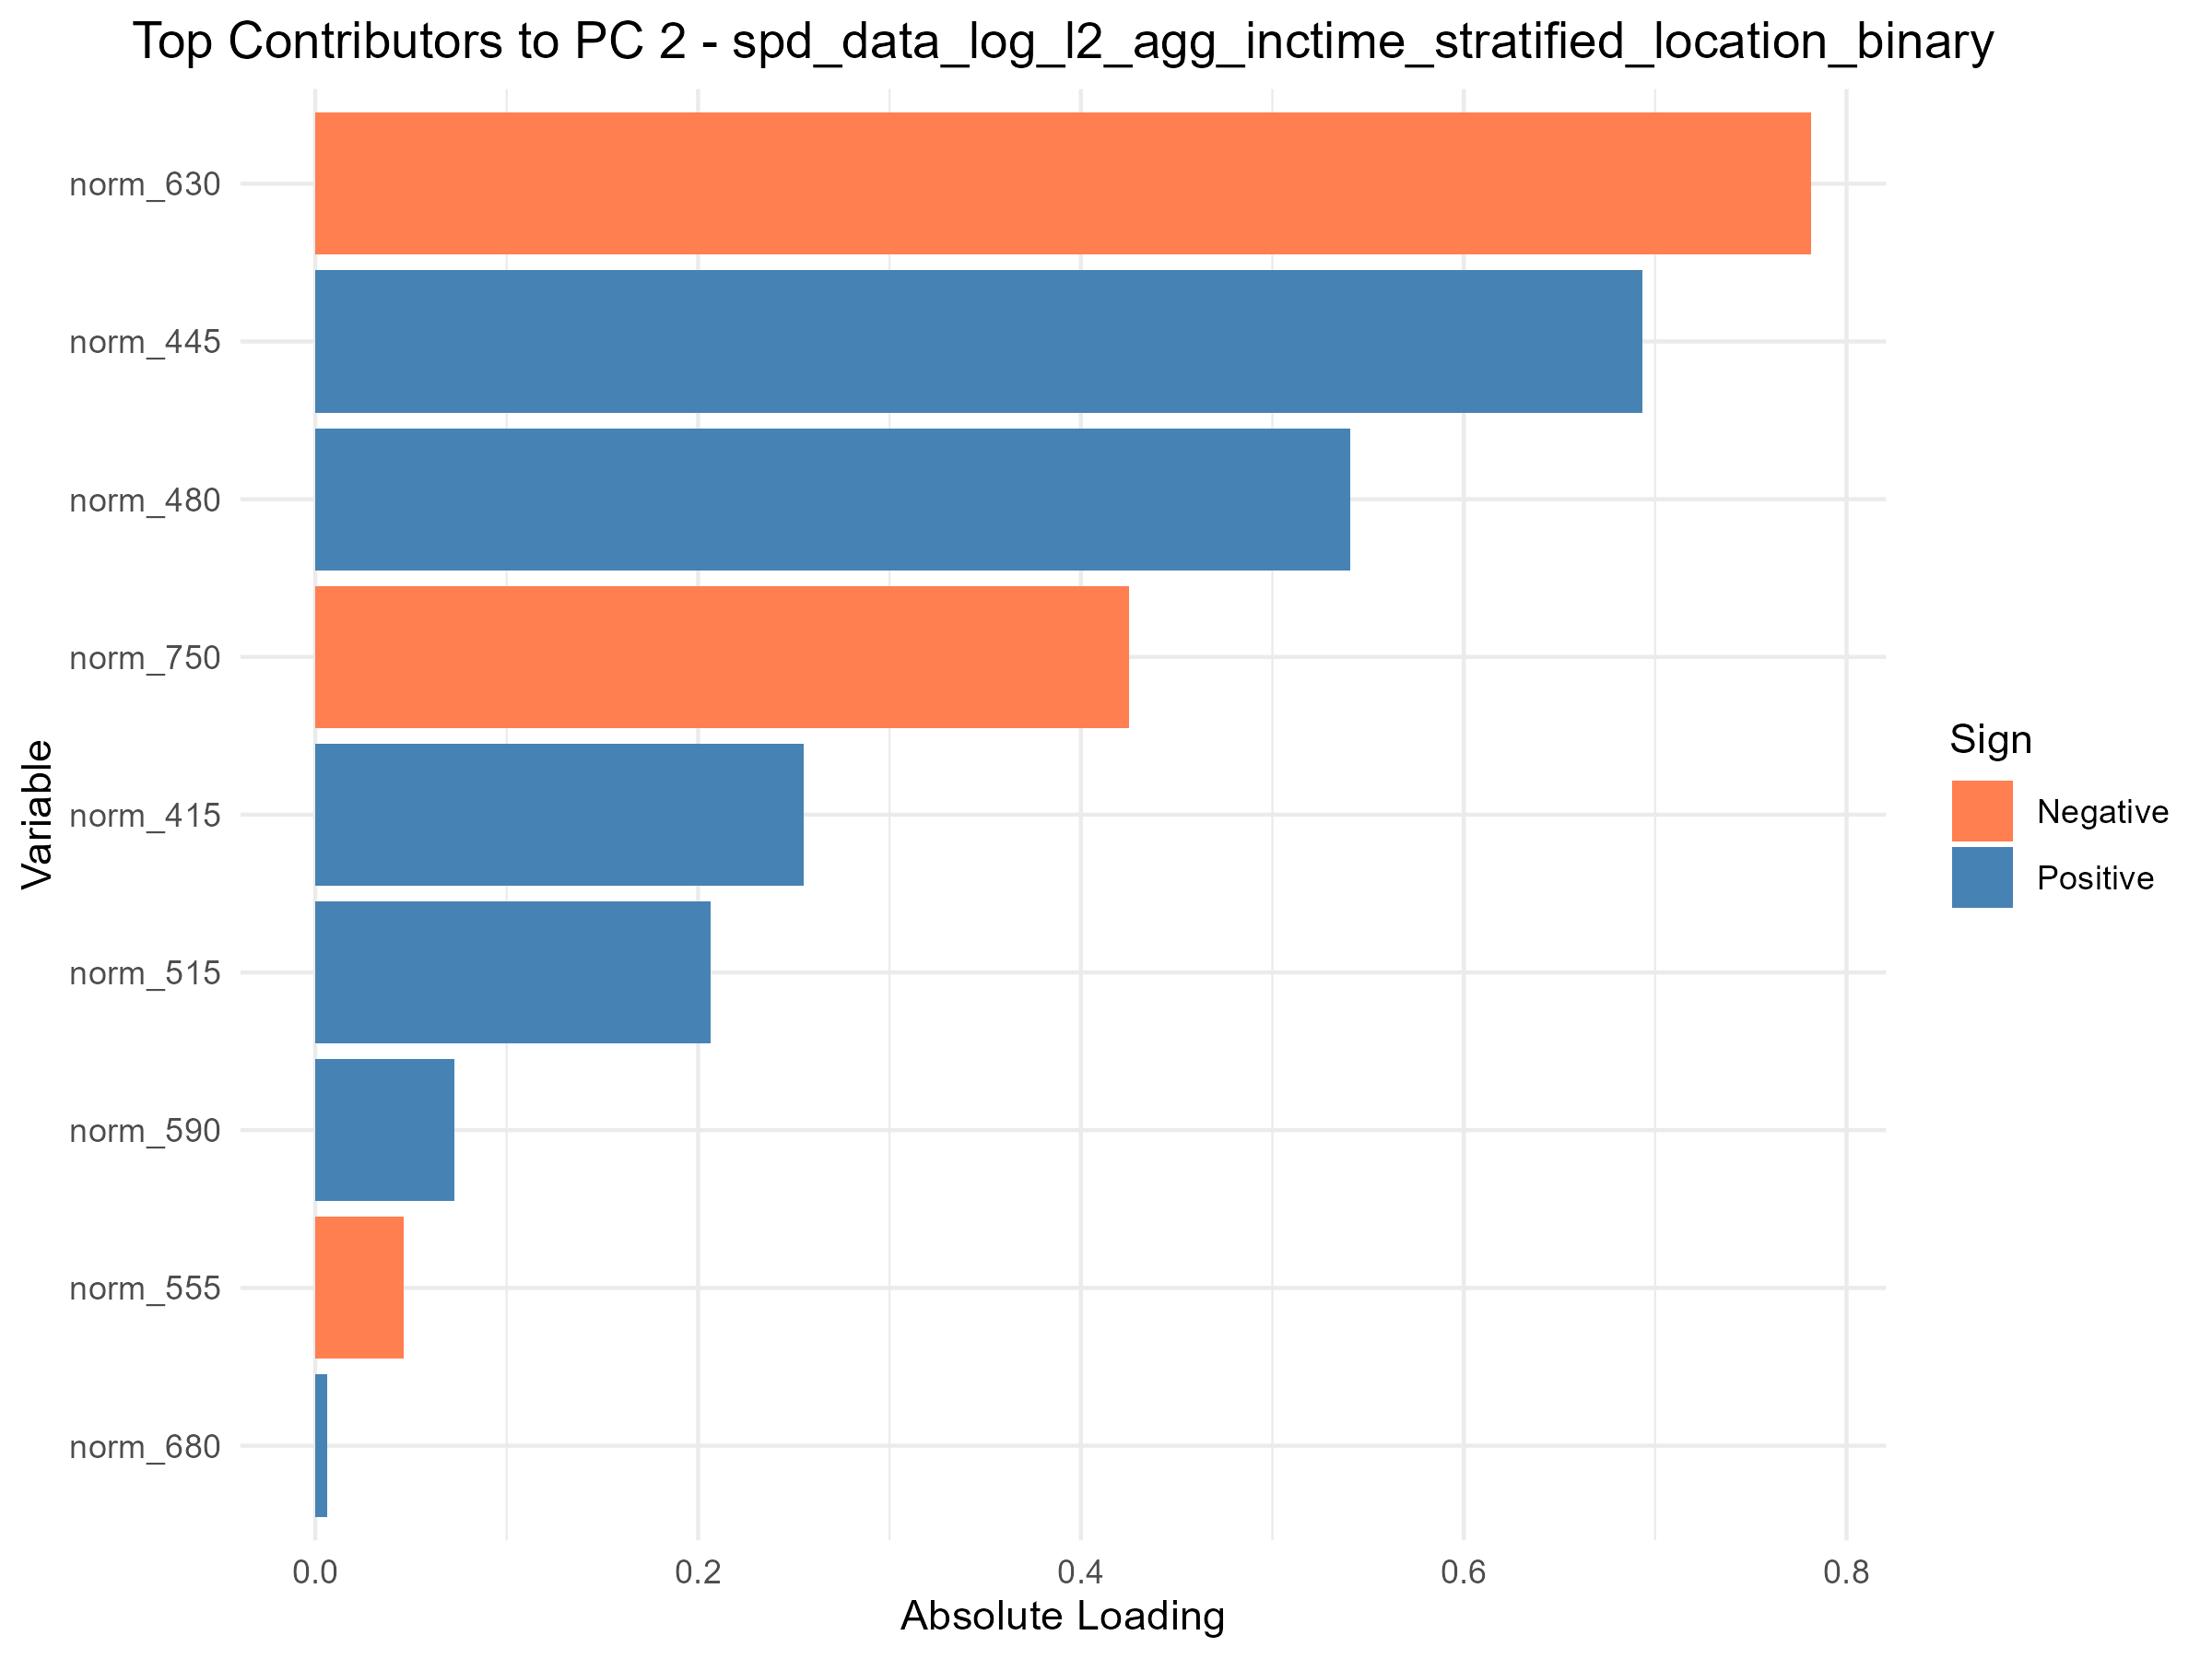 Top Contributors to PC 2 - spd_data_log_l2_agg_inctime_stratified_location_binary
norm_630
norm_445
norm_480
norm_750
norm_415
norm_515
norm_590
norm_555
norm_680
Variable
0.0 0.2 0.4 0.6 0.8
Absolute Loading
Sign
Negative
Positive